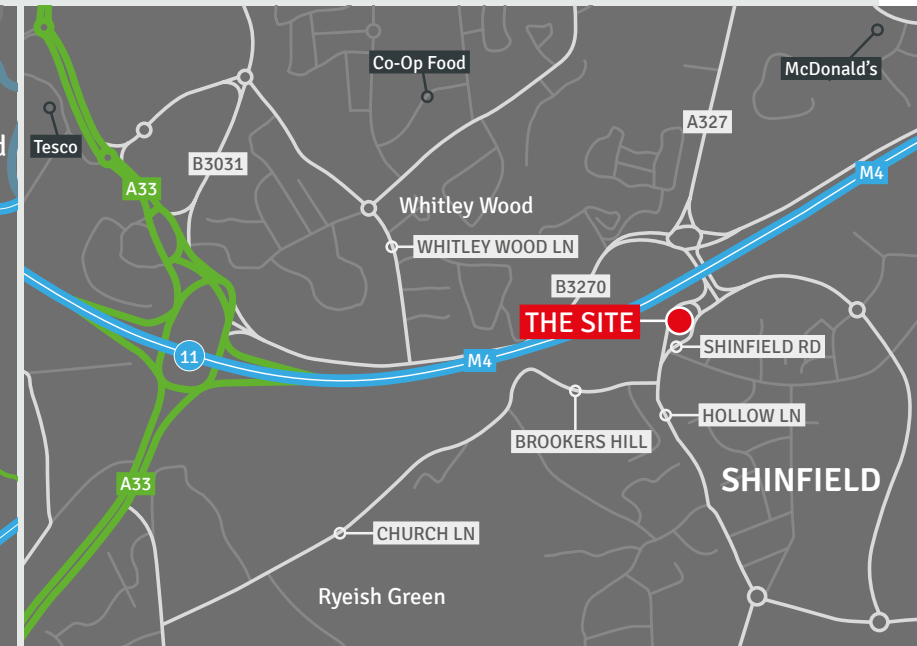 Co-Op Food
McDonald's
A327
d
Tesco
B3031
M4
A33
Whitley Wood
WHITLEY WOOD LN
B3270
THE SITE
SHINFIELD RD
11
M4
HOLLOW LN
BROOKERS HILL
SHINFIELD
A33
CHURCH LN
Ryeish Green